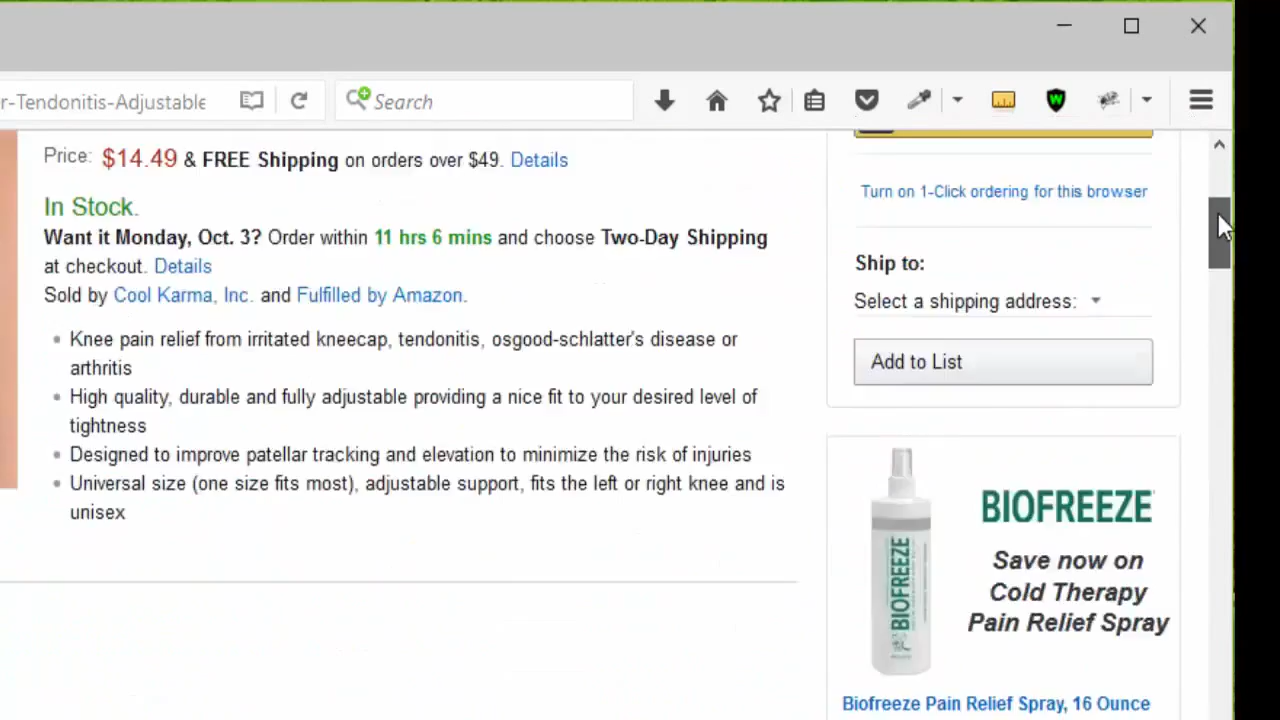 r-Tendonitis-Adjustable
Search
Price: $14.49 & FREE Shipping on orders over $49. Details
In Stock.
Want it Monday, Oct. 3? Order within 11 hrs 6 mins and choose Two-Day Shipping
at checkout. Details
Sold by Cool Karma, Inc. and Fulfilled by Amazon.
Knee pain relief from irritated kneecap, tendonitis, osgood-schlatter's disease or
arthritis
High quality, durable and fully adjustable providing a nice fit to your desired level of
tightness
Designed to improve patellar tracking and elevation to minimize the risk of injuries
Universal size (one size fits most), adjustable support, fits the left or right knee and is
unisex
Turn on 1-Click ordering for this browser
Ship to:
Select a shipping address:
Add to List
BIOFREEZE
BIOFREEZE
Save now on
Cold Therapy
Pain Relief Spray
Biofreeze Pain Relief Spray, 16 Ounce